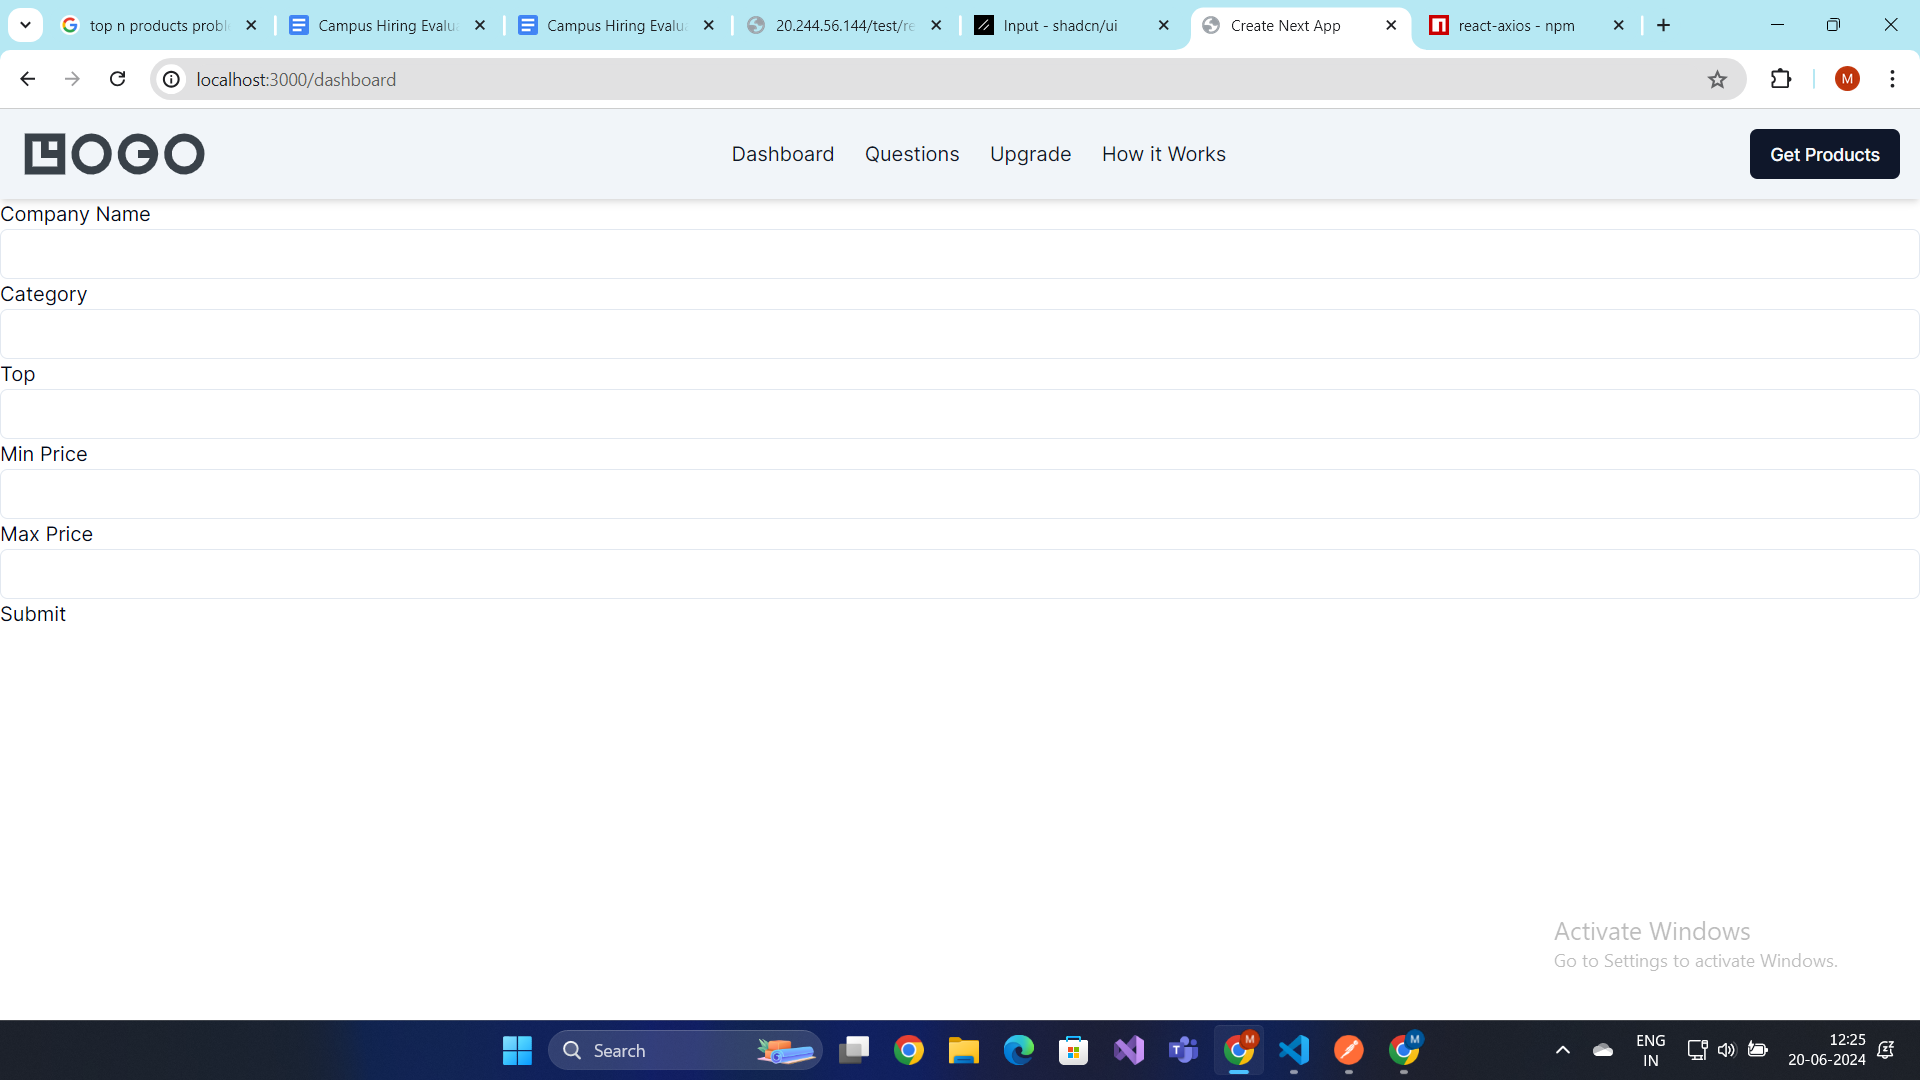 top n products probl
Campus Hiring Evalua
Campus Hiring Evalua
20.244.56.144/test/re
Input - shadcn/ui
Create Next App
react-axios - npm
localhost:3000/dashboard
M
LOGO
Dashboard
Questions
Upgrade
How it Works
Get Products
Company Name
Category
Top
Min Price
Max Price
Submit
Activate Windows
Go to Settings to activate Windows.
Search
M
M
ENG
IN
12:25
20-06-2024